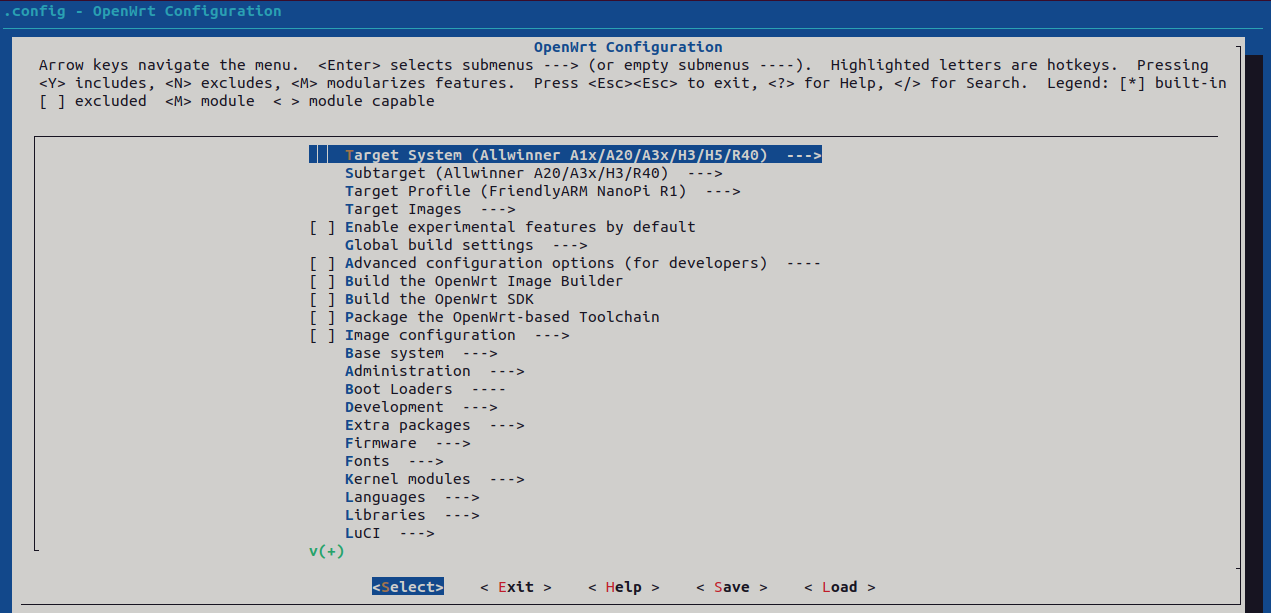 .config - OpenWrt Configuration
OpenWrt Configuration
Arrow keys navigate the menu.  <Enter> selects submenus ---> (or empty submenus ----).  Highlighted letters are hotkeys.  Pressing
<Y> includes, <N> excludes, <M> modularizes features.  Press <Esc><Esc> to exit, <?> for Help, </> for Search.  Legend: [*] built-in
[ ] excluded  <M> module  < > module capable
Target System (Allwinner A1x/A20/A3x/H3/H5/R40)  --->
Subtarget (Allwinner A20/A3x/H3/R40)  --->
Target Profile (FriendlyARM NanoPi R1)  --->
Target Images  --->
[ ] Enable experimental features by default
Global build settings  --->
[ ] Advanced configuration options (for developers)  ----
[ ] Build the OpenWrt Image Builder
[ ] Build the OpenWrt SDK
[ ] Package the OpenWrt-based Toolchain
[ ] Image configuration  --->
Base system  --->
Administration  --->
Boot Loaders  ----
Development  --->
Extra packages  --->
Firmware  --->
Fonts  --->
Kernel modules  --->
Languages  --->
Libraries  --->
LuCI  --->
v(+)
<Select>    < Exit >    < Help >    < Save >    < Load >